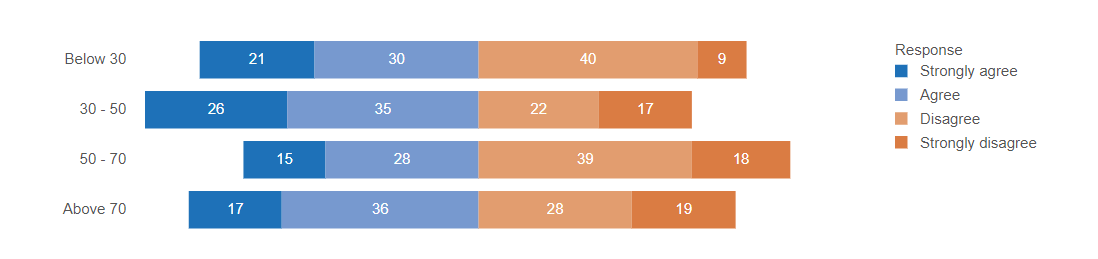 Below 30 21 30 40 9
30 - 50 26 35 22 17
50 - 70 15 28 39 18
Above 70 17 36 28 19
Response
Strongly agree
Agree
Disagree
Strongly disagree